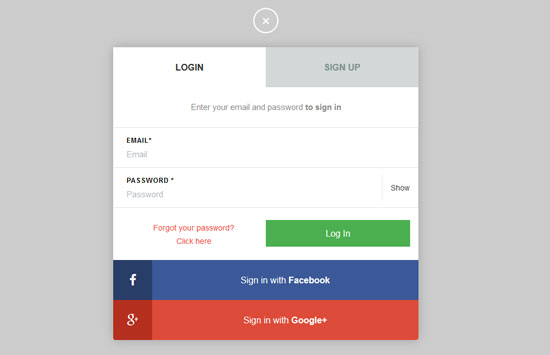 LOGIN
SIGN UP
Enter your email and password to sign in
EMAIL*
Email
PASSWORD *
Password
Show
Forgot your password?
Click here
Log In
f
Sign in with Facebook
g+
Sign in with Google+